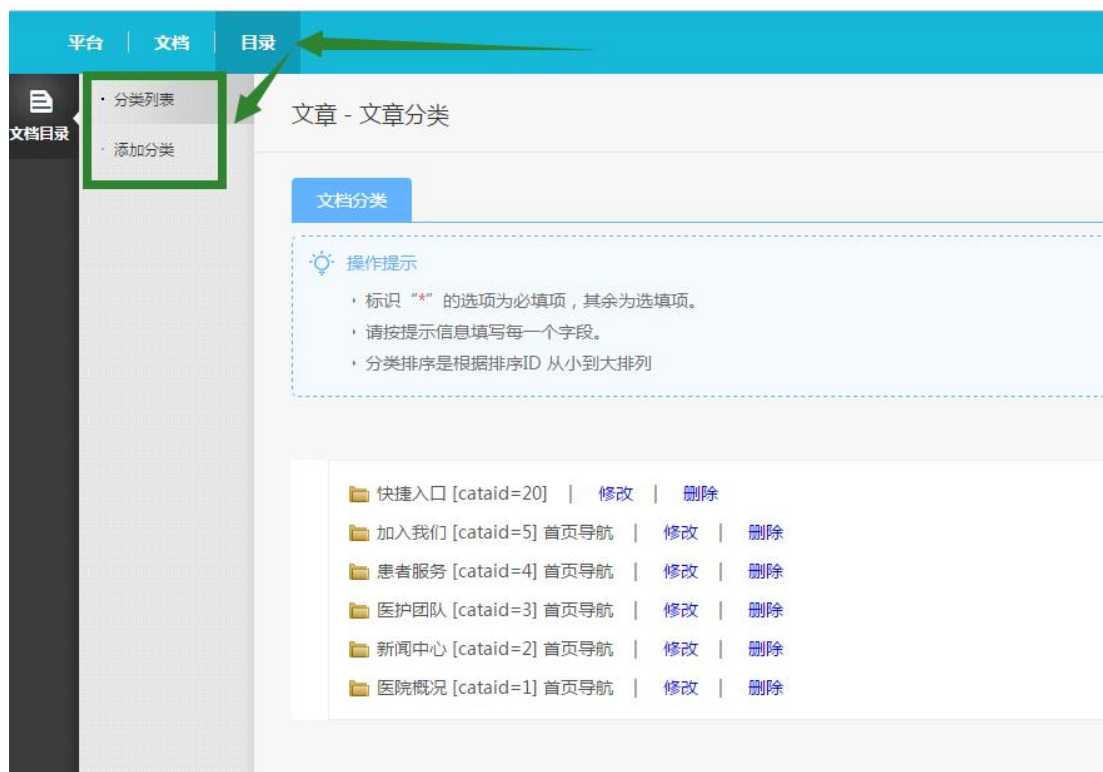 平台 | 文档 | 目录
文档目录
· 分类列表
· 添加分类
文章 - 文章分类
文档分类
操作提示
· 标识“*”的选项为必填项，其余为选填项。
· 请按提示信息填写每一个字段。
· 分类排序是根据排序ID 从小到大排列
快捷入口 [cataid=20] | 修改 | 删除
加入我们 [cataid=5] 首页导航 | 修改 | 删除
患者服务 [cataid=4] 首页导航 | 修改 | 删除
医护团队 [cataid=3] 首页导航 | 修改 | 删除
新闻中心 [cataid=2] 首页导航 | 修改 | 删除
医院概况 [cataid=1] 首页导航 | 修改 | 删除